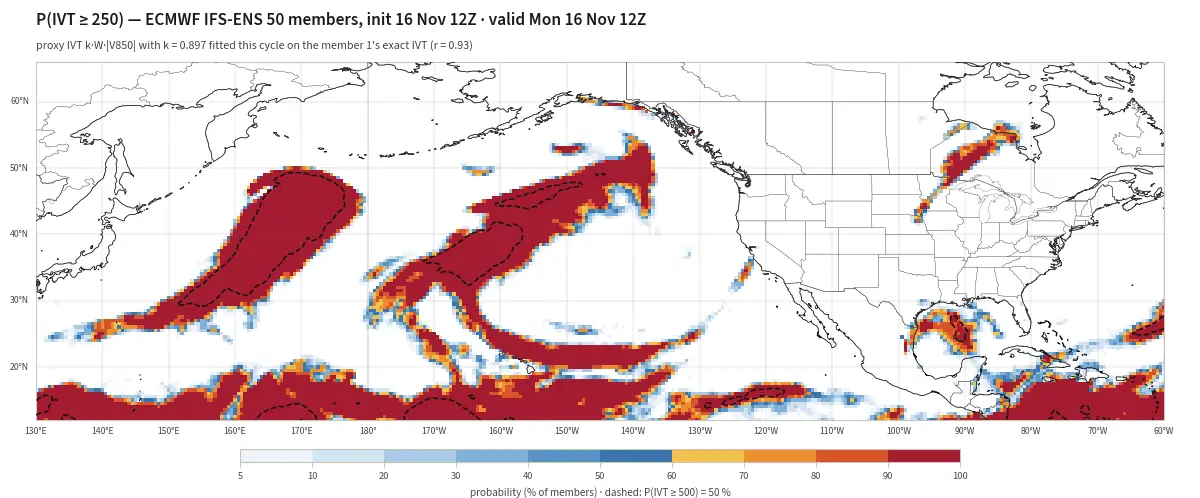 P(IVT ≥ 250) — ECMWF IFS-ENS 50 members, init 16 Nov 12Z · valid Mon 16 Nov 12Z
proxy IVT k·W·|V850| with k = 0.897 fitted this cycle on the member 1's exact IVT (r = 0.93)
60°N
50°N
40°N
30°N
20°N
130°E 140°E 150°E 160°E 170°E 180° 170°W 160°W 150°W 140°W 130°W 120°W 110°W 100°W 90°W 80°W 70°W 60°W
5 10 20 30 40 50 60 70 80 90 100
probability (% of members) · dashed: P(IVT ≥ 500) = 50 %